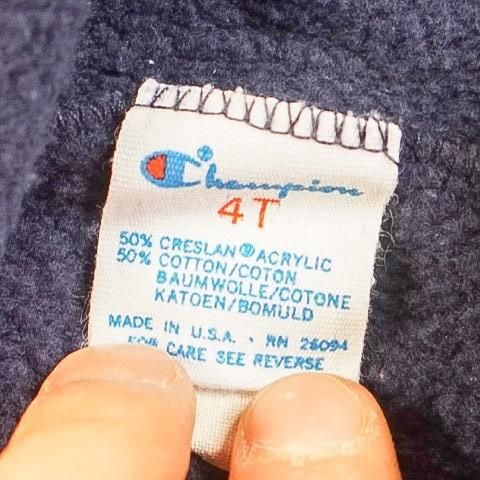 Champion
4T
50% CRESLAN® ACRYLIC
50% COTTON/COTON
BAUMWOLLE/COTONE
KATOEN/BOMULD
MADE IN U.S.A. · RN 26094
FOR CARE SEE REVERSE